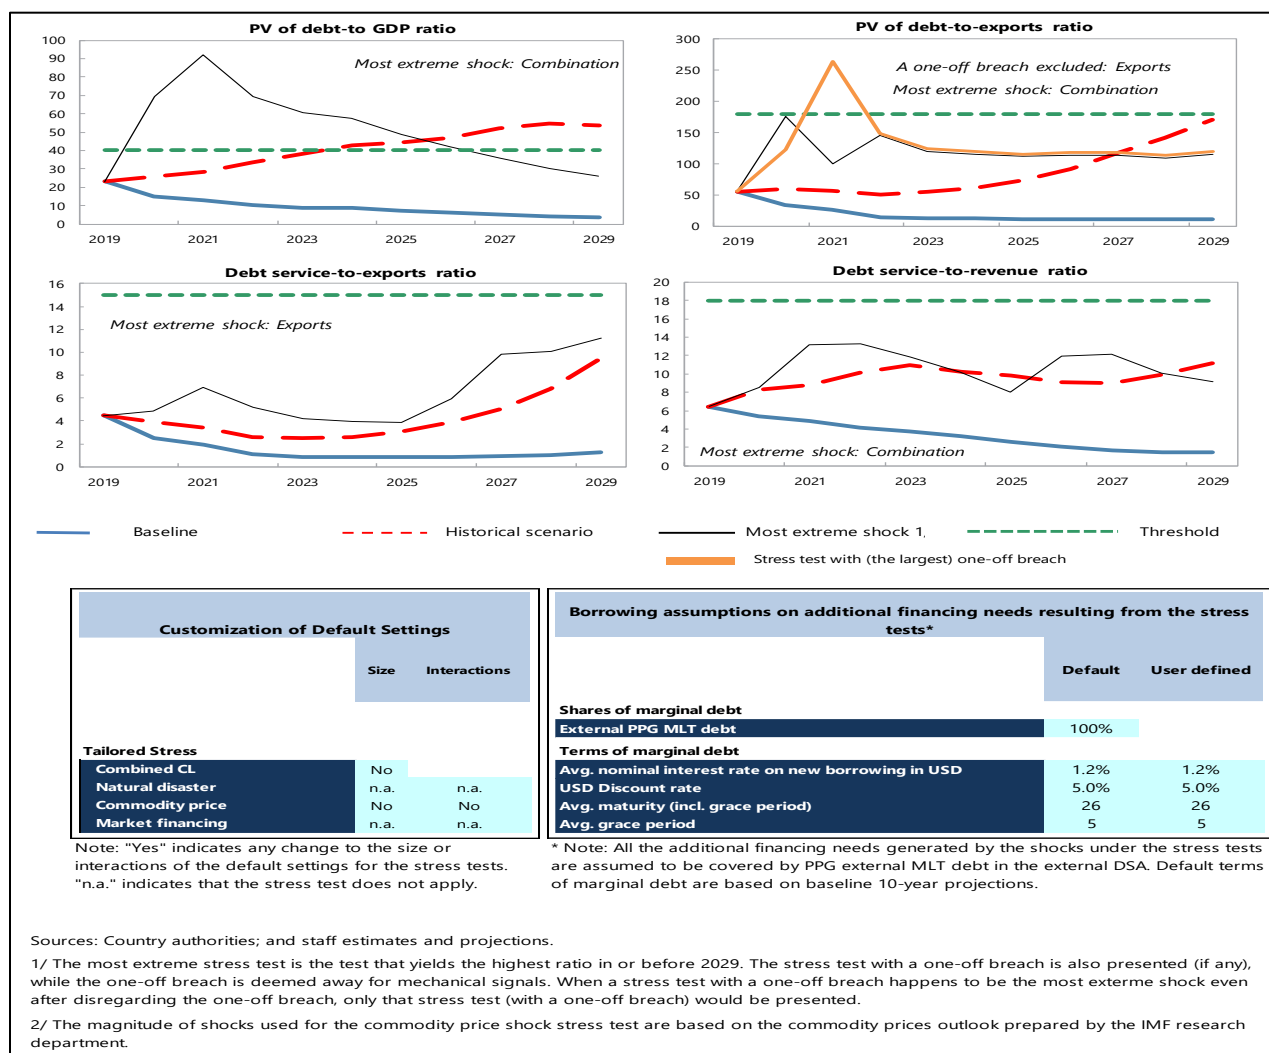 PV of debt-to GDP ratio
100
90
80
70
60
50
40
30
20
10
0
Most extreme shock: Combination
2019 2021 2023 2025 2027 2029
PV of debt-to-exports ratio
300
250
200
150
100
50
0
A one-off breach excluded: Exports
Most extreme shock: Combination
2019 2021 2023 2025 2027 2029
Debt service-to-exports ratio
16
14
12
10
8
6
4
2
0
Most extreme shock: Exports
2019 2021 2023 2025 2027 2029
Debt service-to-revenue ratio
20
18
16
14
12
10
8
6
4
2
0
Most extreme shock: Combination
2019 2021 2023 2025 2027 2029
Baseline Historical scenario Most extreme shock 1/ Threshold
Stress test with (the largest) one-off breach
Customization of Default Settings
Size Interactions
Tailored Stress
Combined CL No
Natural disaster n.a. n.a.
Commodity price No No
Market financing n.a. n.a.
Note: "Yes" indicates any change to the size or
interactions of the default settings for the stress tests.
"n.a." indicates that the stress test does not apply.
Borrowing assumptions on additional financing needs resulting from the stress
tests*
Default User defined
Shares of marginal debt
External PPG MLT debt 100%
Terms of marginal debt
Avg. nominal interest rate on new borrowing in USD 1.2% 1.2%
USD Discount rate 5.0% 5.0%
Avg. maturity (incl. grace period) 26 26
Avg. grace period 5 5
* Note: All the additional financing needs generated by the shocks under the stress tests
are assumed to be covered by PPG external MLT debt in the external DSA. Default terms
of marginal debt are based on baseline 10-year projections.
Sources: Country authorities; and staff estimates and projections.
1/ The most extreme stress test is the test that yields the highest ratio in or before 2029. The stress test with a one-off breach is also presented (if any),
while the one-off breach is deemed away for mechanical signals. When a stress test with a one-off breach happens to be the most exterme shock even
after disregarding the one-off breach, only that stress test (with a one-off breach) would be presented.
2/ The magnitude of shocks used for the commodity price shock stress test are based on the commodity prices outlook prepared by the IMF research
department.